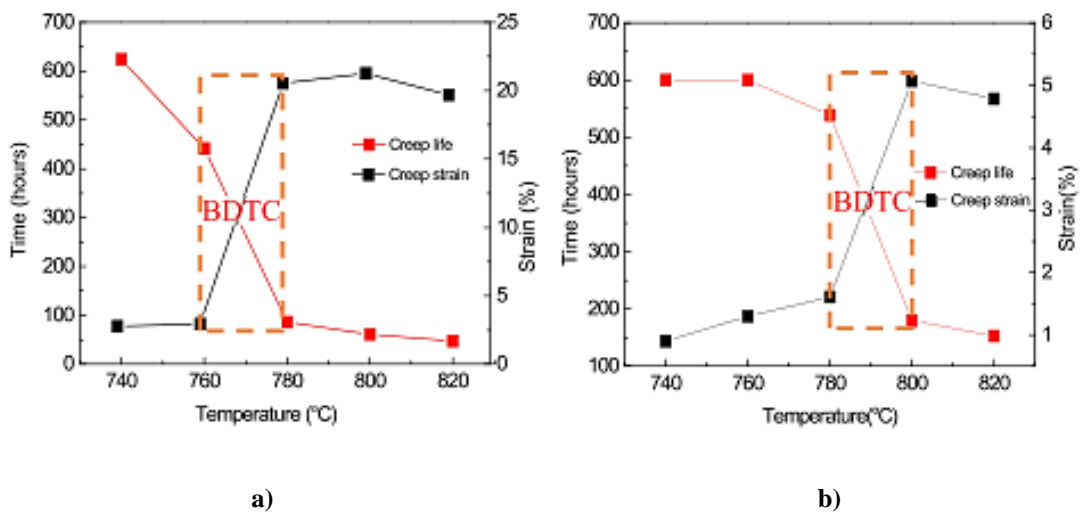 700
600
500
400
300
200
100
0
Time (hours)
25
20
15
10
5
0
Strain (%)
Creep life
Creep strain
BDTC
740 760 780 800 820
Temperature (°C)
a)
700
600
500
400
300
200
100
Time (hours)
6
5
4
3
2
1
Strain(%)
Creep life
Creep strain
BDTC
740 760 780 800 820
Temperature(°C)
b)